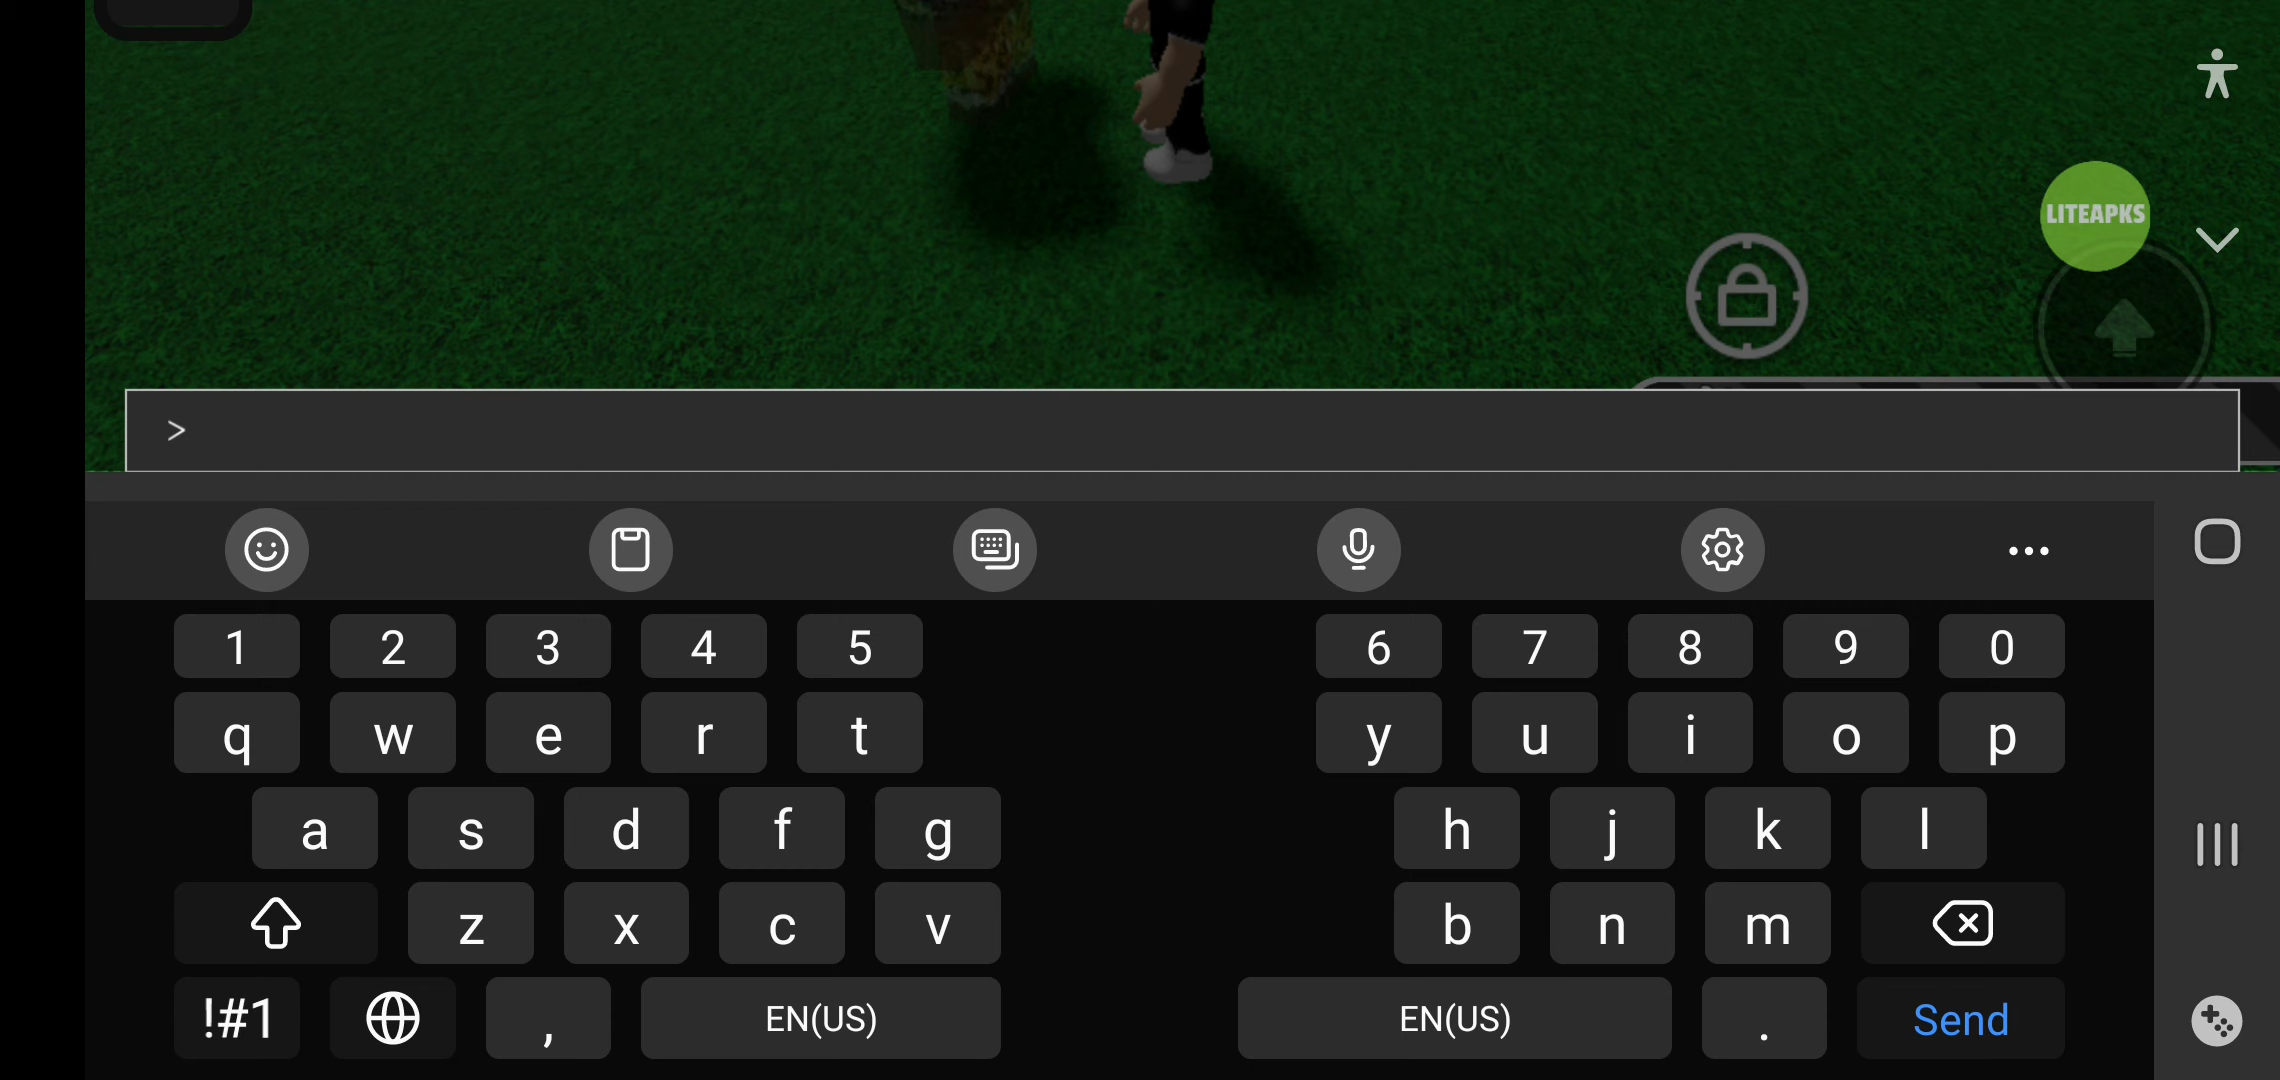 LITEAPKS
>
1 2 3 4 5 6 7 8 9 0
q w e r t y u i o p
a s d f g h j k l
z x c v b n m
!#1 , EN(US) EN(US) . Send